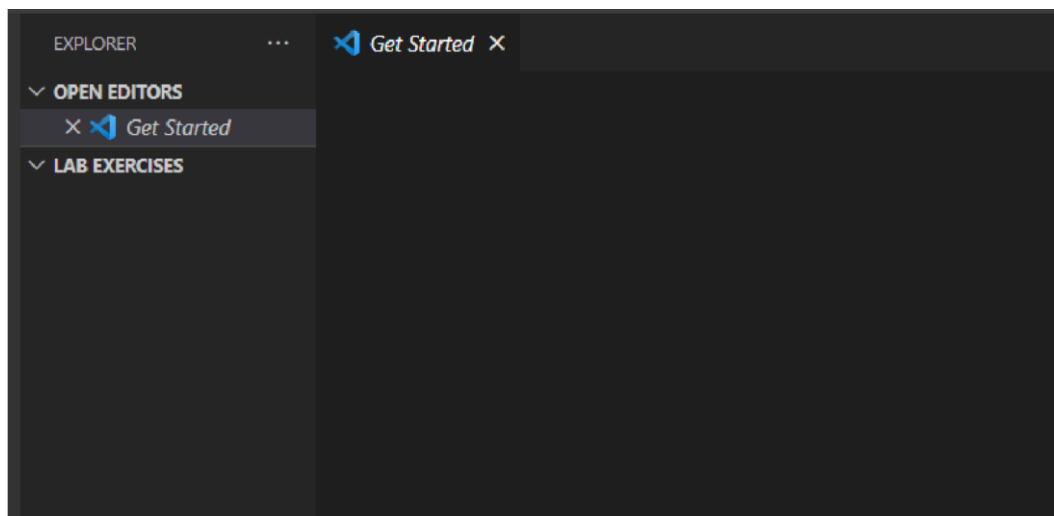 EXPLORER ··· Get Started
OPEN EDITORS
Get Started
LAB EXERCISES